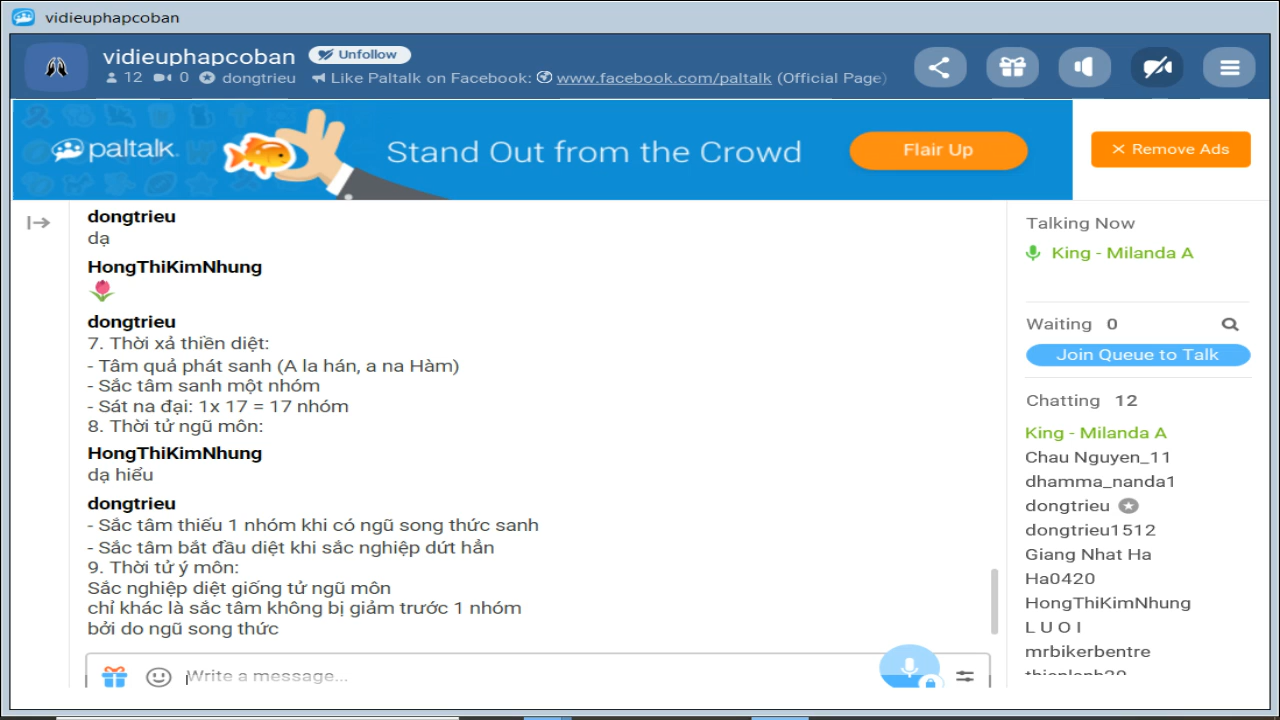 vidieuphapcoban
vidieuphapcoban Unfollow
12 0 dongtrieu Like Paltalk on Facebook: www.facebook.com/paltalk (Official Page)
paltalk Stand Out from the Crowd Flair Up
× Remove Ads
dongtrieu
dạ
HongThiKimNhung
dongtrieu
7. Thời xả thiền diệt:
- Tâm quả phát sanh (A la hán, a na Hàm)
- Sắc tâm sanh một nhóm
- Sát na đại: 1x 17 = 17 nhóm
8. Thời tử ngũ môn:
HongThiKimNhung
dạ hiểu
dongtrieu
- Sắc tâm thiếu 1 nhóm khi có ngũ song thức sanh
- Sắc tâm bắt đầu diệt khi sắc nghiệp dứt hẳn
9. Thời tử ý môn:
Sắc nghiệp diệt giống tử ngũ môn
chỉ khác là sắc tâm không bị giảm trước 1 nhóm
bởi do ngũ song thức
Write a message...
Talking Now
King - Milanda A
Waiting 0
Join Queue to Talk
Chatting 12
King - Milanda A
Chau Nguyen_11
dhamma_nanda1
dongtrieu
dongtrieu1512
Giang Nhat Ha
Ha0420
HongThiKimNhung
L U O I
mrbikerbentre